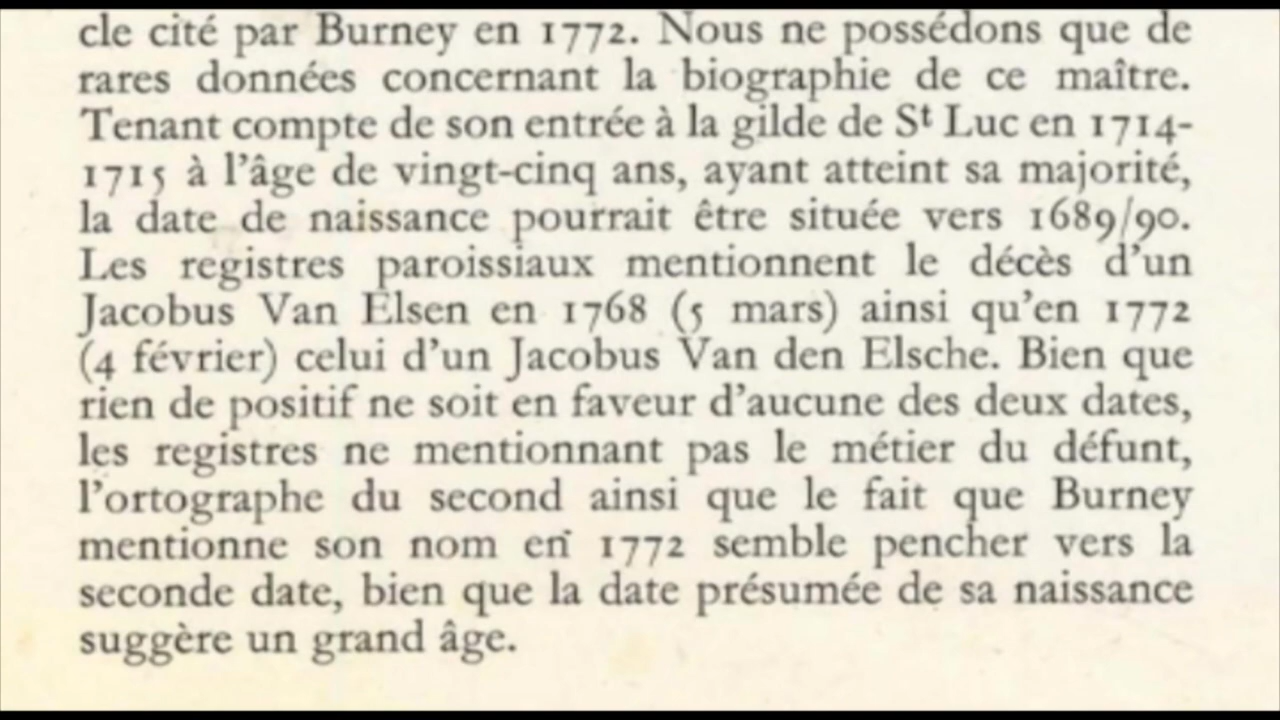 cle cité par Burney en 1772. Nous ne possédons que de
rares données concernant la biographie de ce maître.
Tenant compte de son entrée à la gilde de St Luc en 1714-
1715 à l'âge de vingt-cinq ans, ayant atteint sa majorité,
la date de naissance pourrait être située vers 1689/90.
Les registres paroissiaux mentionnent le décès d'un
Jacobus Van Elsen en 1768 (5 mars) ainsi qu'en 1772
(4 février) celui d'un Jacobus Van den Elsche. Bien que
rien de positif ne soit en faveur d'aucune des deux dates,
les registres ne mentionnant pas le métier du défunt,
l'ortographe du second ainsi que le fait que Burney
mentionne son nom en 1772 semble pencher vers la
seconde date, bien que la date présumée de sa naissance
suggère un grand âge.